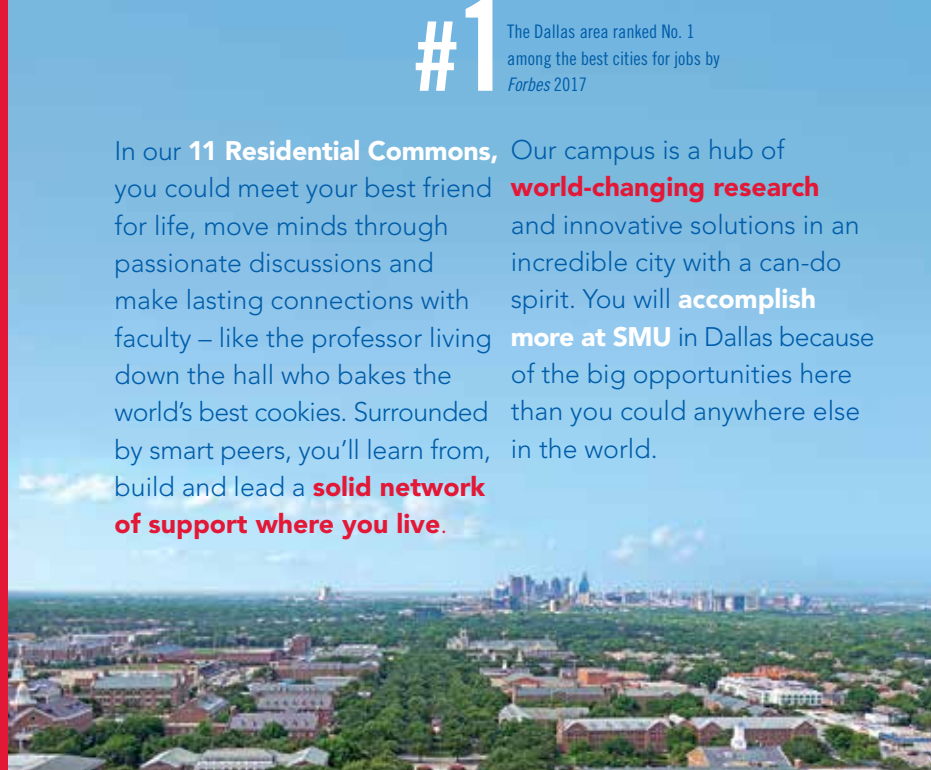 #1
The Dallas area ranked No. 1
among the best cities for jobs by
Forbes 2017
In our 11 Residential Commons,
you could meet your best friend
for life, move minds through
passionate discussions and
make lasting connections with
faculty – like the professor living
down the hall who bakes the
world’s best cookies. Surrounded
by smart peers, you’ll learn from,
build and lead a solid network
of support where you live.
Our campus is a hub of
world-changing research
and innovative solutions in an
incredible city with a can-do
spirit. You will accomplish
more at SMU in Dallas because
of the big opportunities here
than you could anywhere else
in the world.